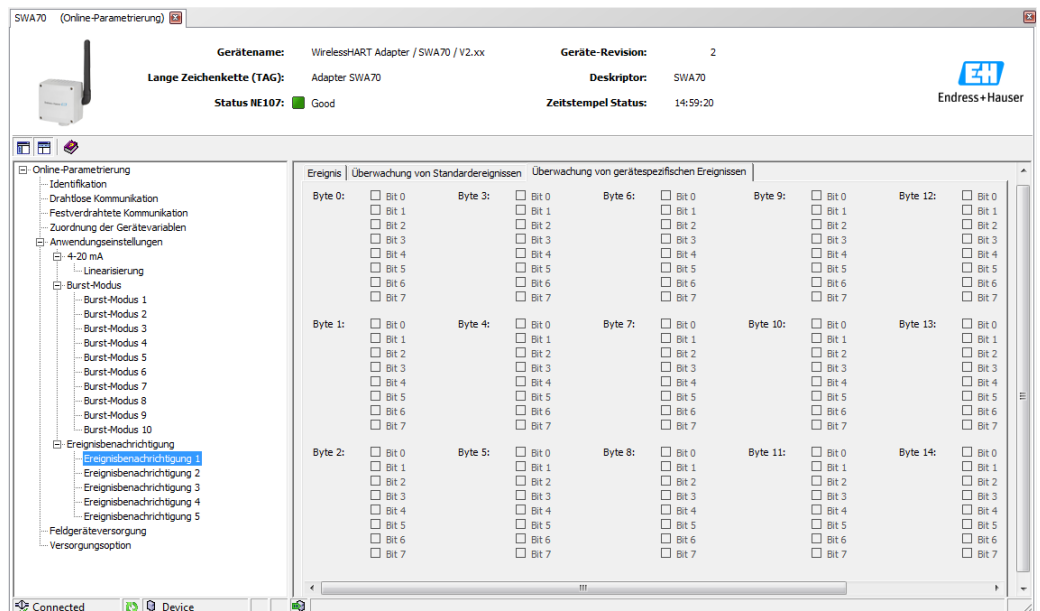 SWA70 (Online-Parametrierung)
Gerätename: WirelessHART Adapter / SWA70 / V2.xx Geräte-Revision: 2
Lange Zeichenkette (TAG): Adapter SWA70 Deskriptor: SWA70
Status NE107: Good Zeitstempel Status: 14:59:20
EH
Endress+Hauser
Online-Parametrierung
Identifikation
Drahtlose Kommunikation
Festverdrahtete Kommunikation
Zuordnung der Gerätevariablen
Anwendungseinstellungen
4-20 mA
Linearisierung
Burst-Modus
Burst-Modus 1
Burst-Modus 2
Burst-Modus 3
Burst-Modus 4
Burst-Modus 5
Burst-Modus 6
Burst-Modus 7
Burst-Modus 8
Burst-Modus 9
Burst-Modus 10
Ereignisbenachrichtigung
Ereignisbenachrichtigung 1
Ereignisbenachrichtigung 2
Ereignisbenachrichtigung 3
Ereignisbenachrichtigung 4
Ereignisbenachrichtigung 5
Feldgeräteversorgung
Versorgungsoption
Ereignis Überwachung von Standardereignissen Überwachung von gerätespezifischen Ereignissen
Byte 0: Bit 0 Byte 3: Bit 0 Byte 6: Bit 0 Byte 9: Bit 0 Byte 12: Bit 0
Bit 1 Bit 1 Bit 1 Bit 1 Bit 1
Bit 2 Bit 2 Bit 2 Bit 2 Bit 2
Bit 3 Bit 3 Bit 3 Bit 3 Bit 3
Bit 4 Bit 4 Bit 4 Bit 4 Bit 4
Bit 5 Bit 5 Bit 5 Bit 5 Bit 5
Bit 6 Bit 6 Bit 6 Bit 6 Bit 6
Bit 7 Bit 7 Bit 7 Bit 7 Bit 7
Byte 1: Bit 0 Byte 4: Bit 0 Byte 7: Bit 0 Byte 10: Bit 0 Byte 13: Bit 0
Bit 1 Bit 1 Bit 1 Bit 1 Bit 1
Bit 2 Bit 2 Bit 2 Bit 2 Bit 2
Bit 3 Bit 3 Bit 3 Bit 3 Bit 3
Bit 4 Bit 4 Bit 4 Bit 4 Bit 4
Bit 5 Bit 5 Bit 5 Bit 5 Bit 5
Bit 6 Bit 6 Bit 6 Bit 6 Bit 6
Bit 7 Bit 7 Bit 7 Bit 7 Bit 7
Byte 2: Bit 0 Byte 5: Bit 0 Byte 8: Bit 0 Byte 11: Bit 0 Byte 14: Bit 0
Bit 1 Bit 1 Bit 1 Bit 1 Bit 1
Bit 2 Bit 2 Bit 2 Bit 2 Bit 2
Bit 3 Bit 3 Bit 3 Bit 3 Bit 3
Bit 4 Bit 4 Bit 4 Bit 4 Bit 4
Bit 5 Bit 5 Bit 5 Bit 5 Bit 5
Bit 6 Bit 6 Bit 6 Bit 6 Bit 6
Bit 7 Bit 7 Bit 7 Bit 7 Bit 7
Connected Device